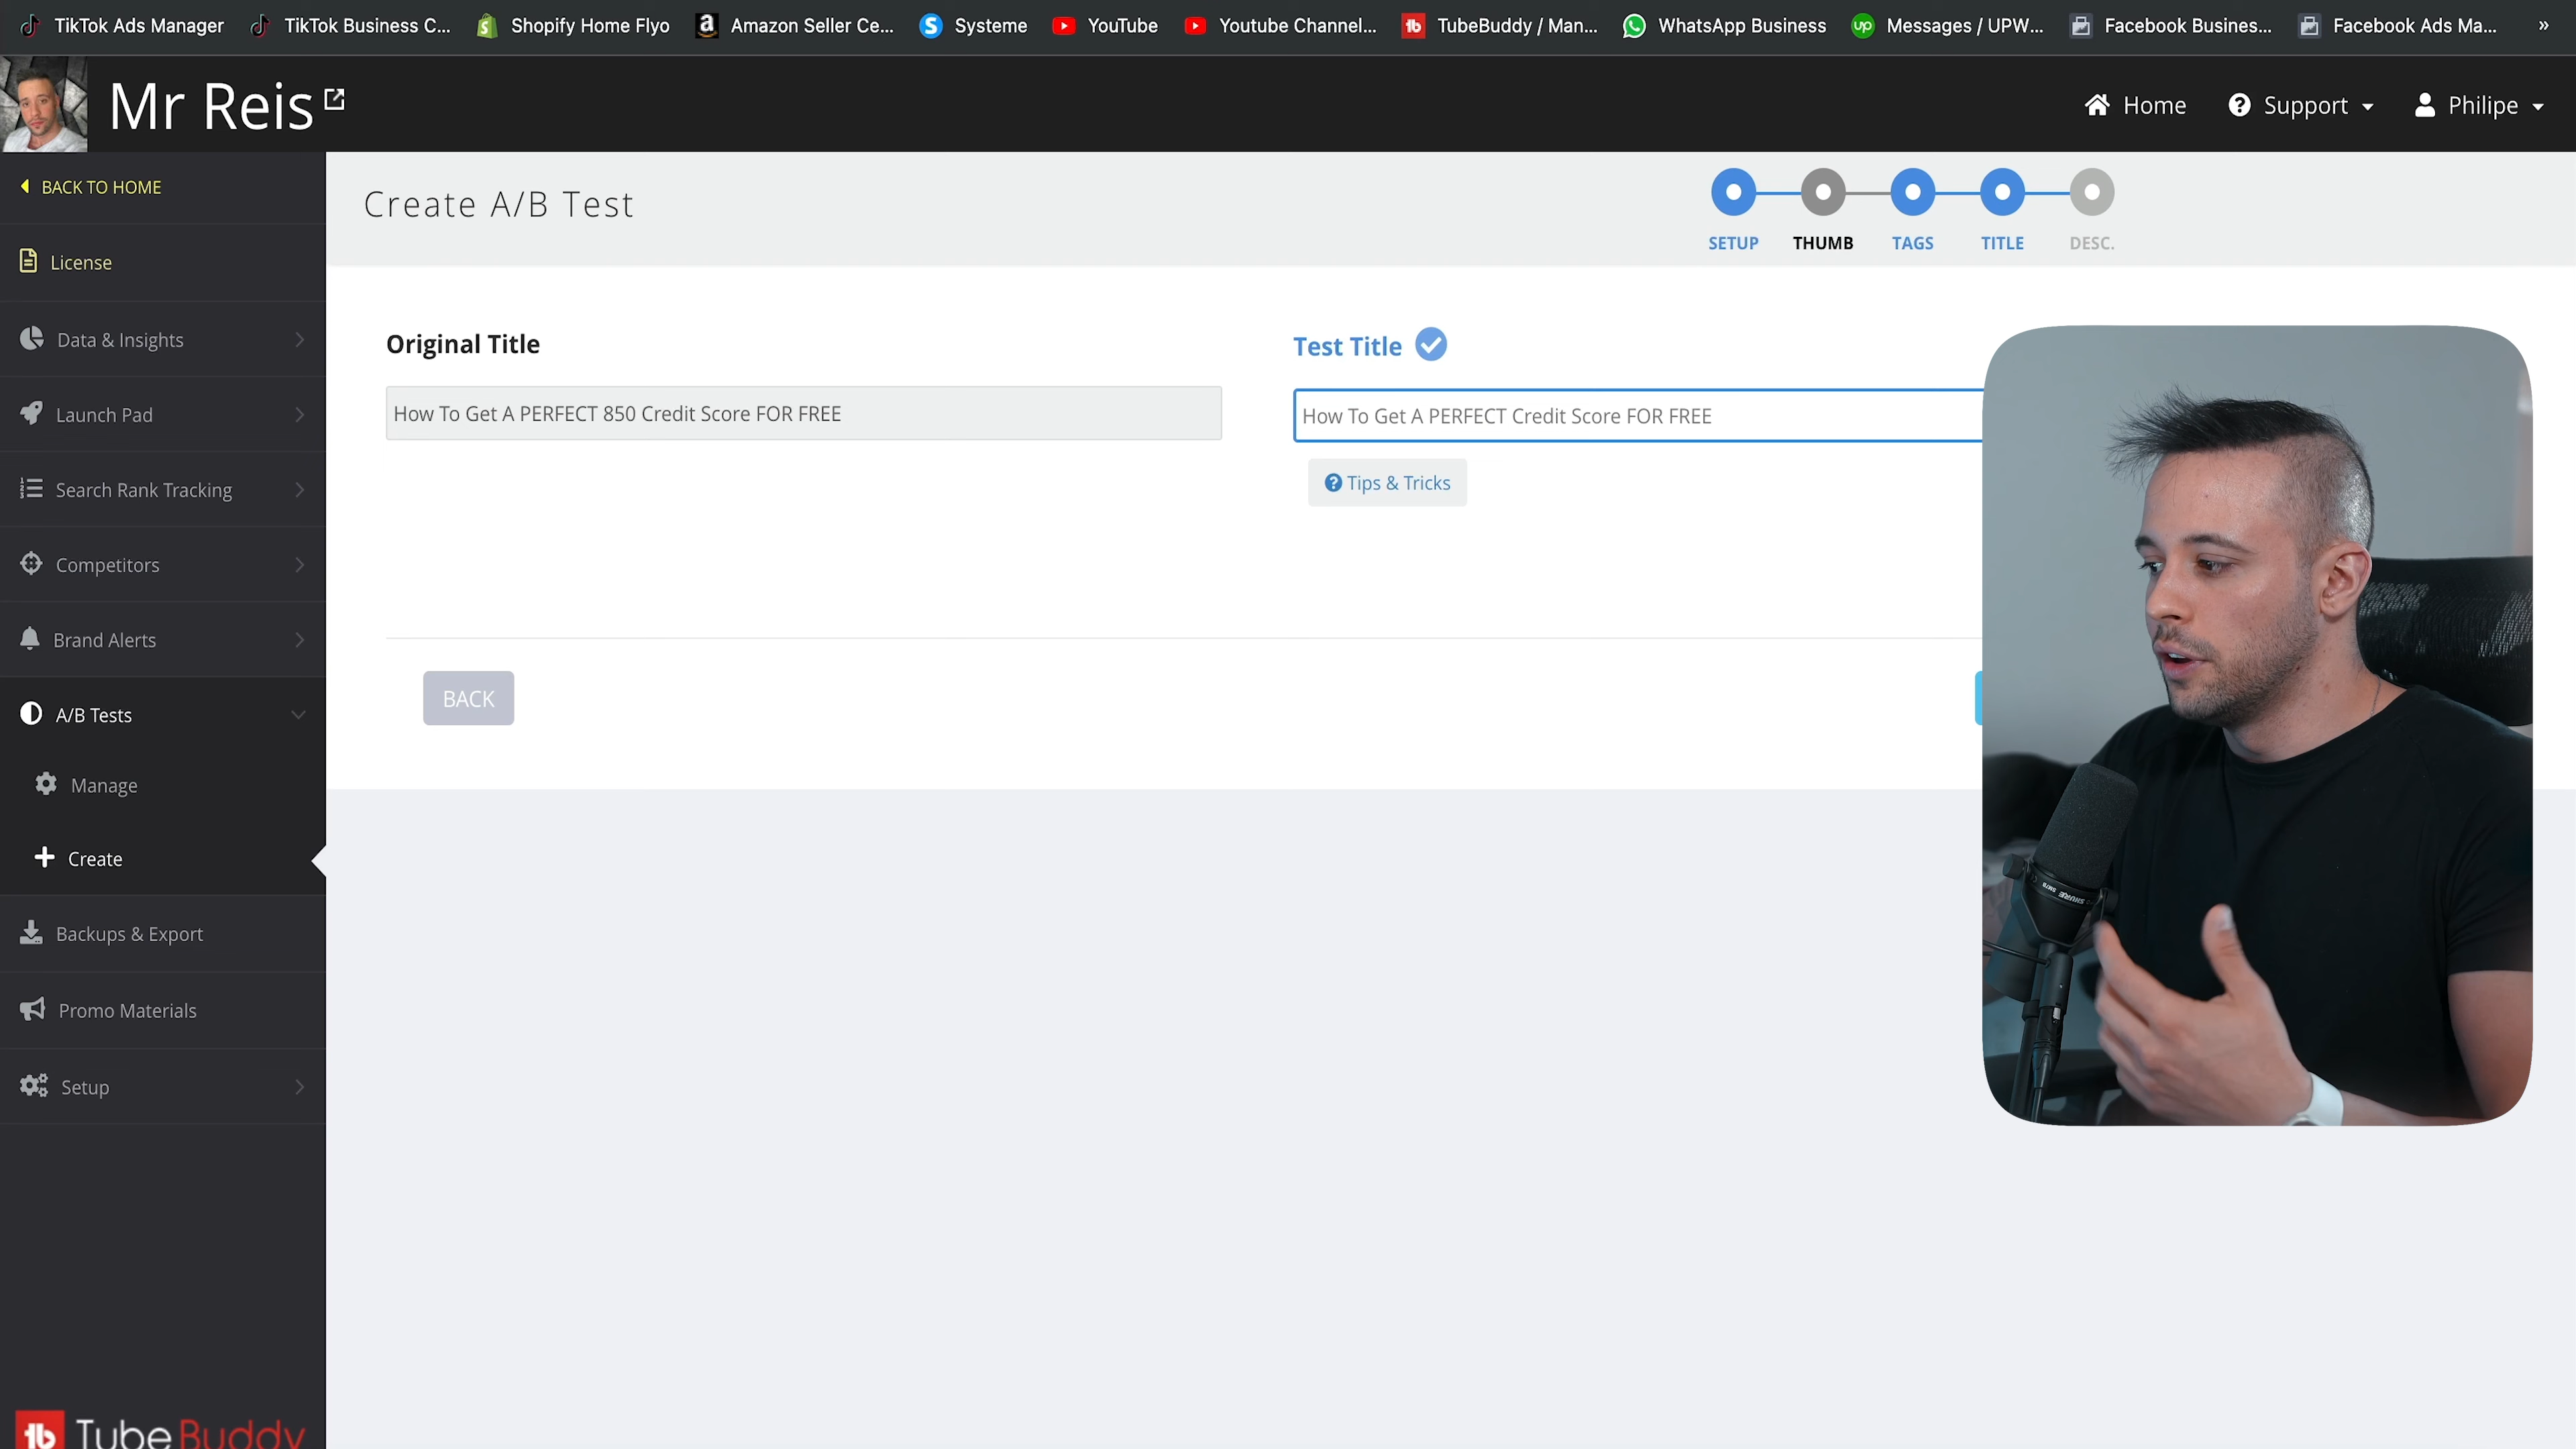 TikTok Ads Manager TikTok Business C... Shopify Home Flyo Amazon Seller Ce... Systeme YouTube Youtube Channel... TubeBuddy / Man... WhatsApp Business Messages / UPW... Facebook Business... Facebook Ads Ma... »
Mr Reis
Home Support Philipe
BACK TO HOME
License
Data & Insights
Launch Pad
Search Rank Tracking
Competitors
Brand Alerts
A/B Tests
Manage
Create
Backups & Export
Promo Materials
Setup
TubeBuddy
Create A/B Test
SETUP THUMB TAGS TITLE DESC.
Original Title
How To Get A PERFECT 850 Credit Score FOR FREE
Test Title
How To Get A PERFECT Credit Score FOR FREE
Tips & Tricks
BACK
SHURE
SM7B